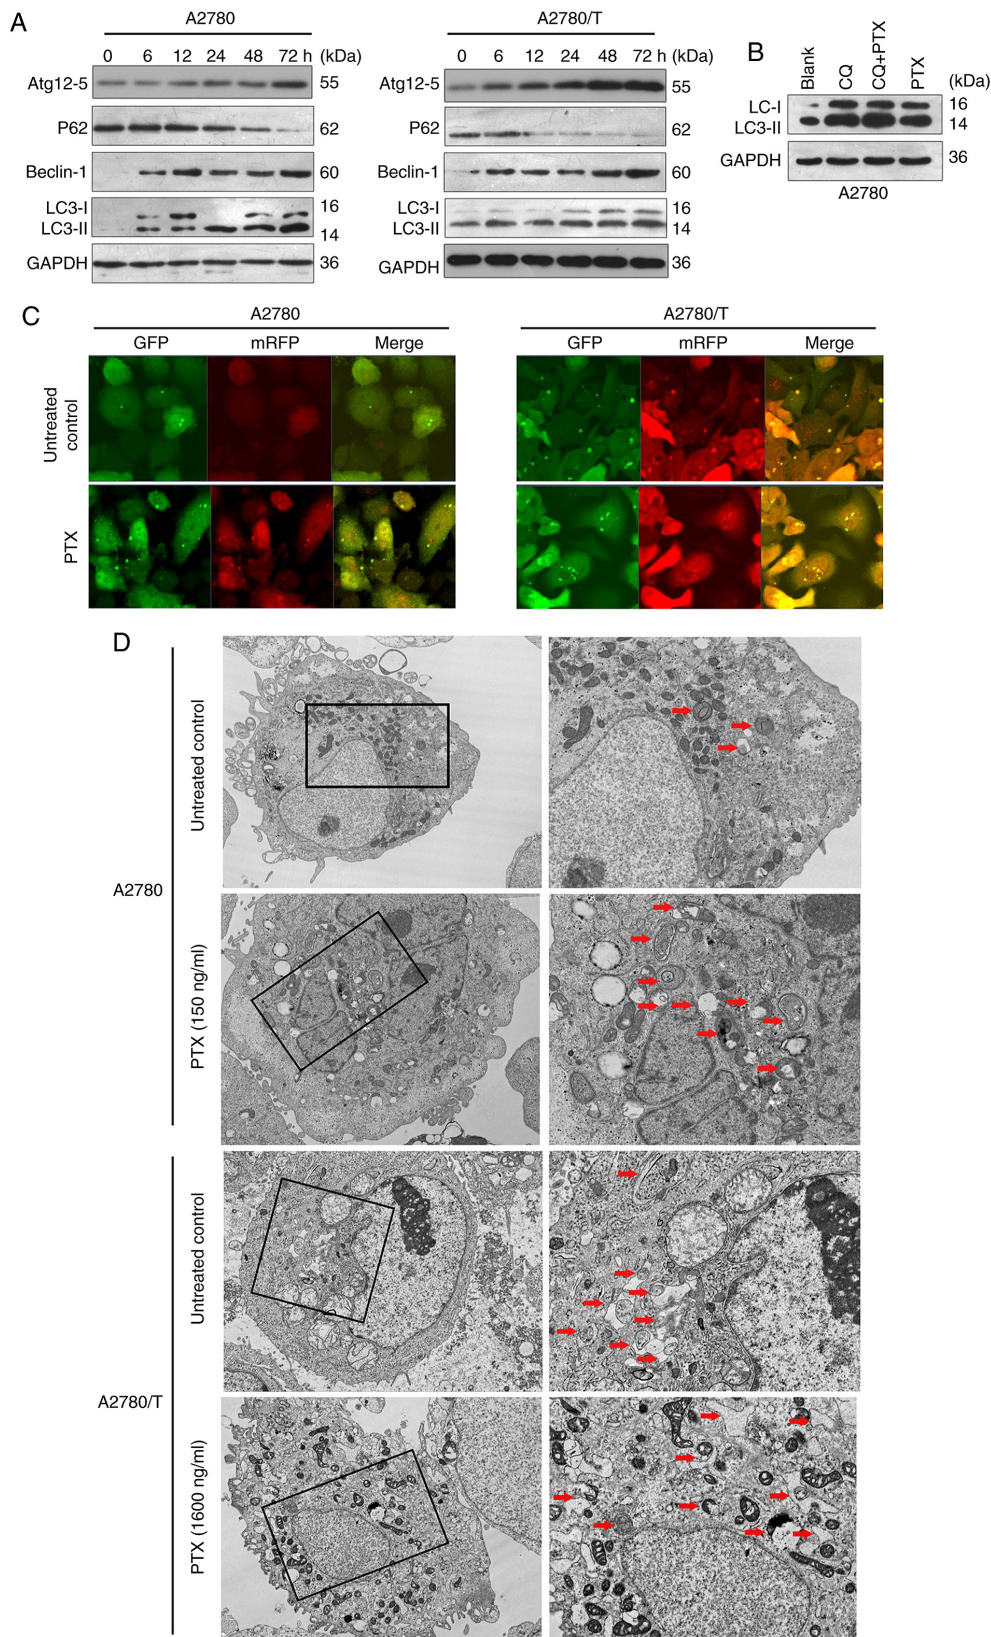 A
A2780
0 6 12 24 48 72 h (kDa)
Atg12-5 55
P62 62
Beclin-1 60
LC3-I 16
LC3-II 14
GAPDH 36
A2780/T
0 6 12 24 48 72 h (kDa)
Atg12-5 55
P62 62
Beclin-1 60
LC3-I 16
LC3-II 14
GAPDH 36
B
Blank CQ CQ+PTX PTX
(kDa)
LC-I 16
LC3-II 14
GAPDH 36
A2780
C
A2780
GFP mRFP Merge
A2780/T
GFP mRFP Merge
Untreated
control
PTX
D
A2780
Untreated control
PTX (150 ng/ml)
A2780/T
Untreated control
PTX (1600 ng/ml)